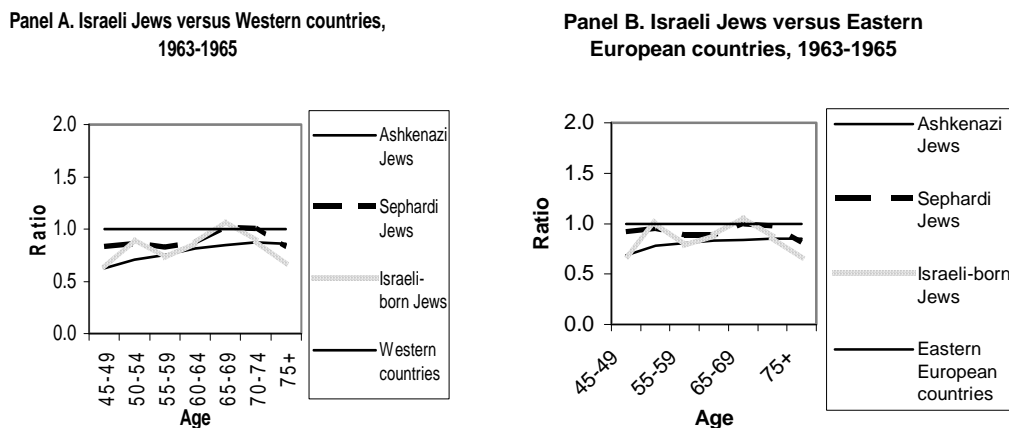 Panel A. Israeli Jews versus Western countries,
1963-1965
2.0
1.5
1.0
0.5
0.0
Ratio
45-49
50-54
55-59
60-64
65-69
70-74
75+
Age
Ashkenazi
Jews
Sephardi
Jews
Israeli-
born Jews
Western
countries
Panel B. Israeli Jews versus Eastern
European countries, 1963-1965
2.0
1.5
1.0
0.5
0.0
Ratio
45-49
55-59
65-69
75+
Age
Ashkenazi
Jews
Sephardi
Jews
Israeli-born
Jews
Eastern
European
countries